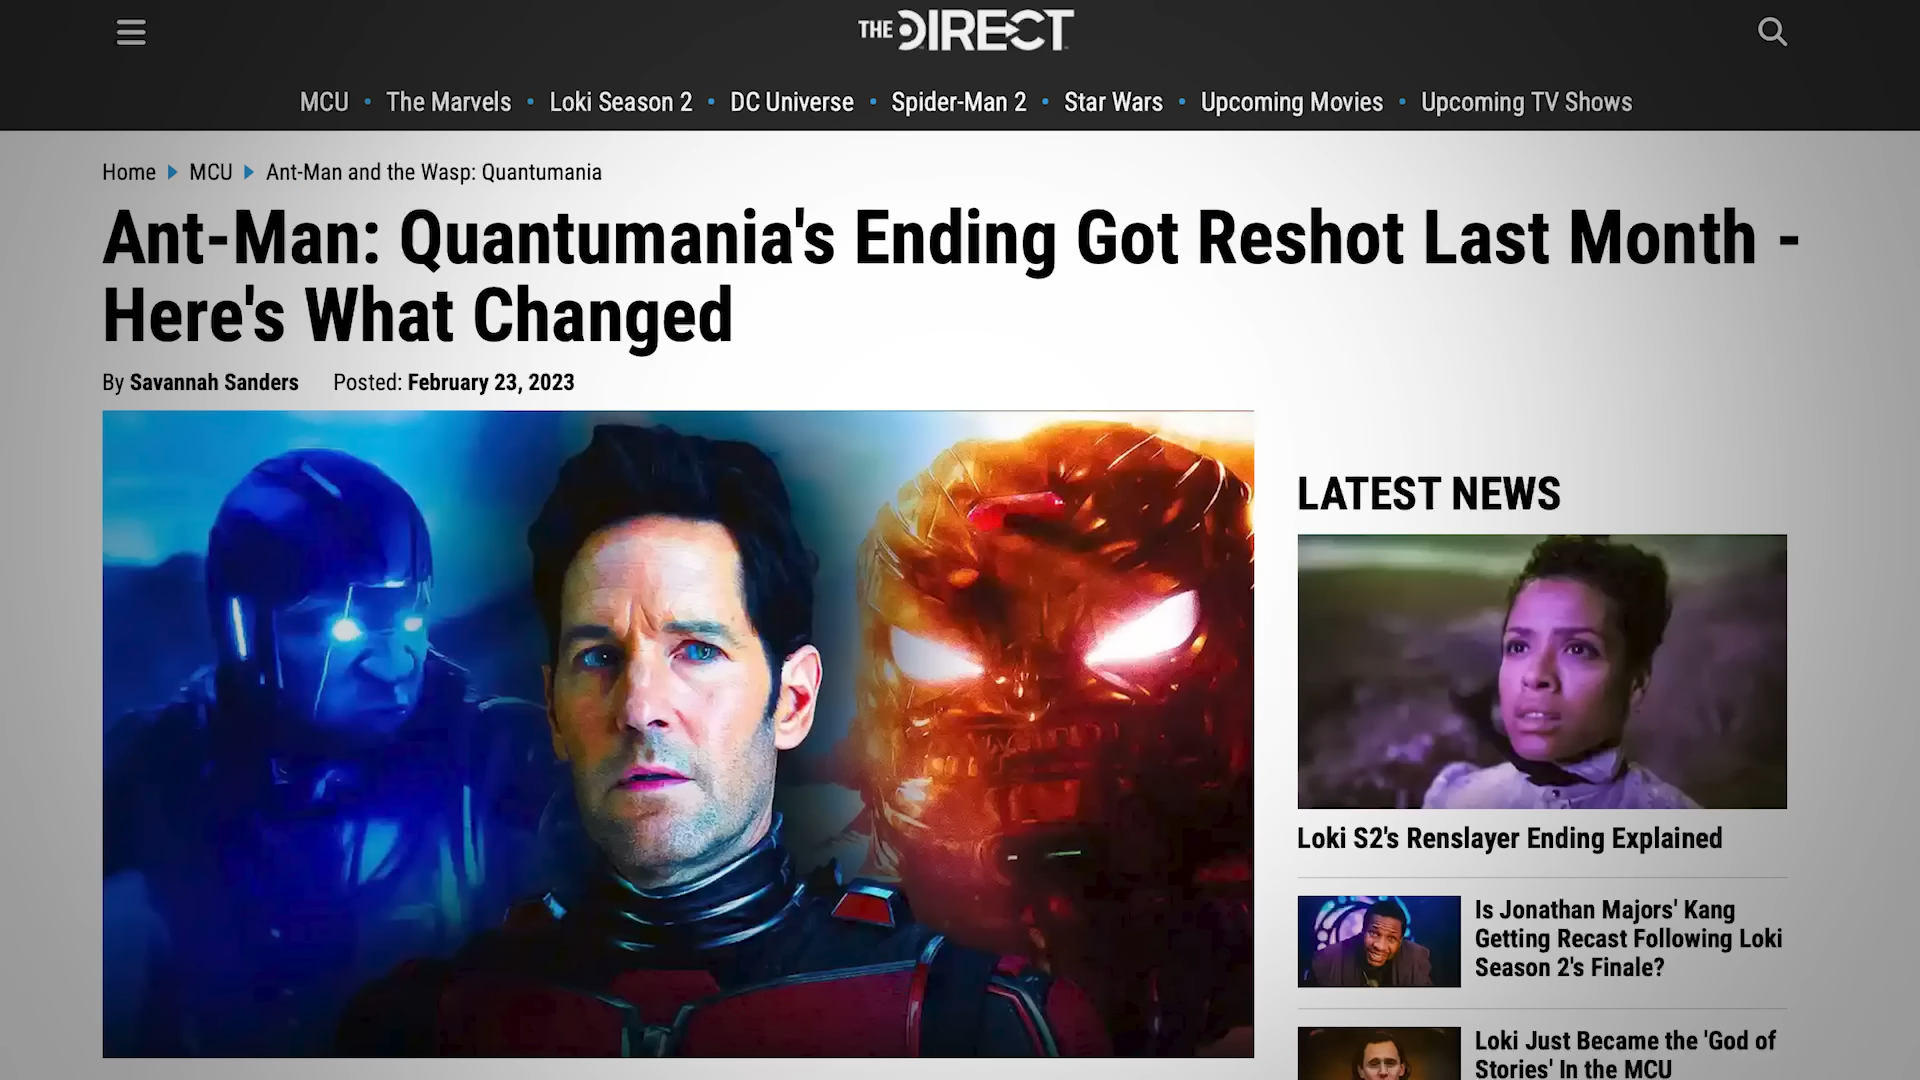 THE DIRECT
MCU • The Marvels • Loki Season 2 • DC Universe • Spider-Man 2 • Star Wars • Upcoming Movies • Upcoming TV Shows
Home MCU Ant-Man and the Wasp: Quantumania
Ant-Man: Quantumania's Ending Got Reshot Last Month -
Here's What Changed
By Savannah Sanders Posted: February 23, 2023
LATEST NEWS
Loki S2's Renslayer Ending Explained
Is Jonathan Majors' Kang
Getting Recast Following Loki
Season 2's Finale?
Loki Just Became the 'God of
Stories' In the MCU